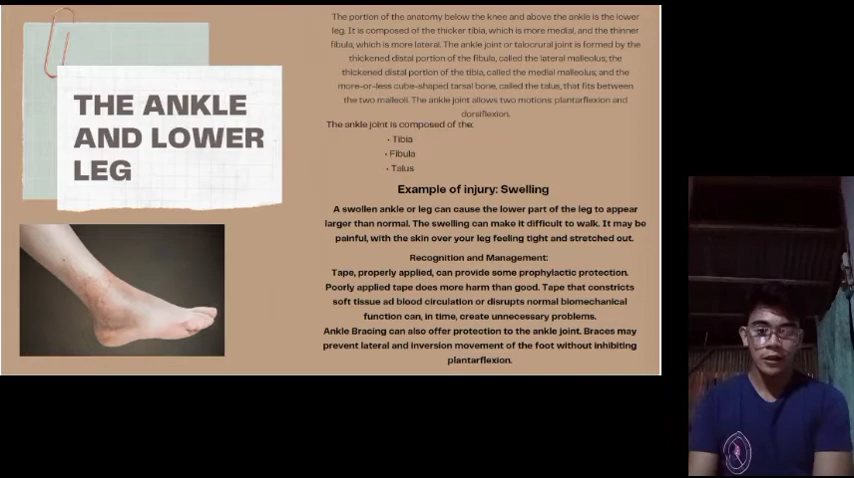 THE ANKLE
AND LOWER
LEG
The portion of the anatomy below the knee and above the ankle is the lower
leg. It is composed of the thicker tibia, which is more medial, and the thinner
fibula, which is more lateral. The ankle joint or talocrural joint is formed by the
thickened distal portion of the fibula, called the lateral malleolus; the
thickened distal portion of the tibia, called the medial malleolus; and the
more-or-less cube-shaped tarsal bone, called the talus, that fits between
the two malleoli. The ankle joint allows two motions: plantarflexion and
dorsiflexion.
The ankle joint is composed of the:
• Tibia
• Fibula
• Talus
Example of injury: Swelling
A swollen ankle or leg can cause the lower part of the leg to appear
larger than normal. The swelling can make it difficult to walk. It may be
painful, with the skin over your leg feeling tight and stretched out.
Recognition and Management:
Tape, properly applied, can provide some prophylactic protection.
Poorly applied tape does more harm than good. Tape that constricts
soft tissue ad blood circulation or disrupts normal biomechanical
function can, in time, create unnecessary problems.
Ankle Bracing can also offer protection to the ankle joint. Braces may
prevent lateral and inversion movement of the foot without inhibiting
plantarflexion.